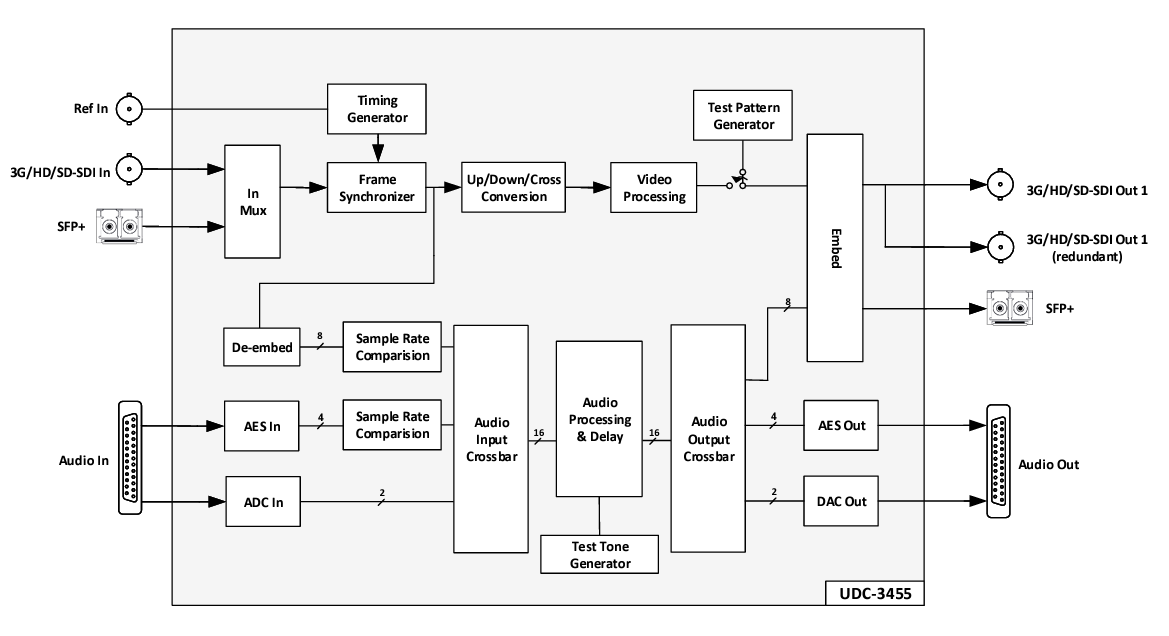 Ref In
Timing
Generator
Test Pattern
Generator
3G/HD/SD-SDI In
In
Mux
Frame
Synchronizer
Up/Down/Cross
Conversion
Video
Processing
Embed
3G/HD/SD-SDI Out 1
SFP+
3G/HD/SD-SDI Out 1
(redundant)
8
SFP+
De-embed
8
Sample Rate
Comparision
Audio In
AES In
4
Sample Rate
Comparision
ADC In
2
Audio
Input
Crossbar
16
Audio
Processing
& Delay
16
Audio
Output
Crossbar
4
AES Out
2
DAC Out
Audio Out
Test Tone
Generator
UDC-3455